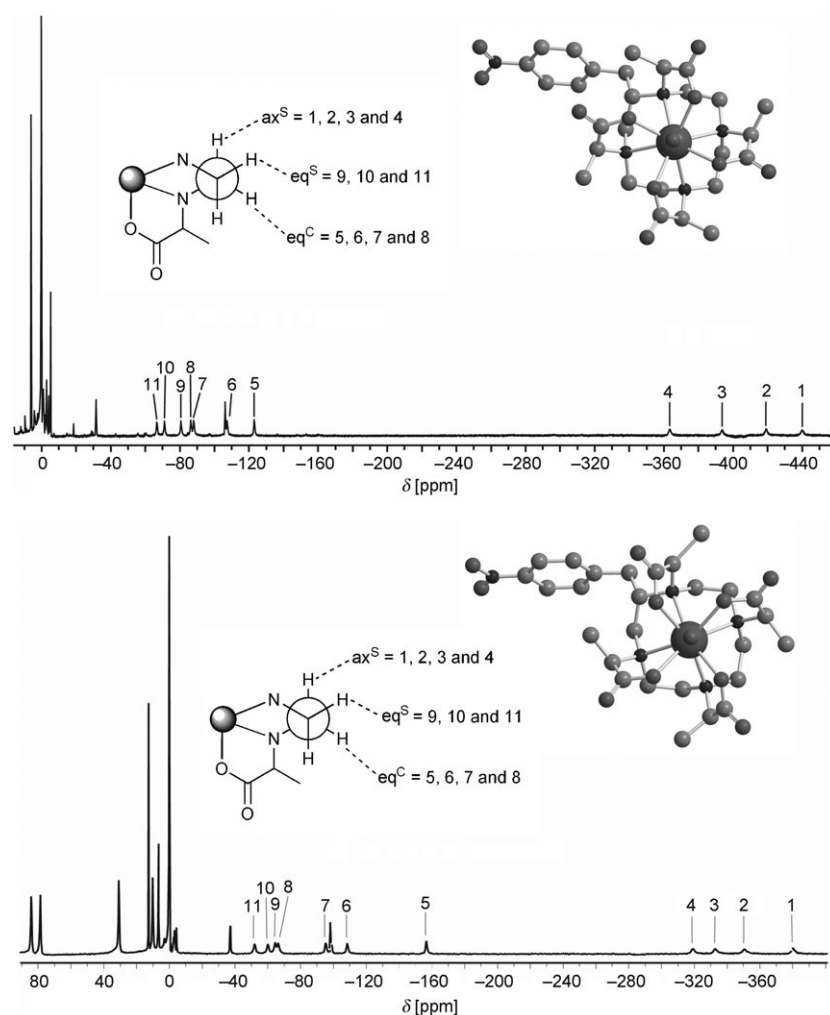 H
ax^S = 1, 2, 3 and 4
N
H
eq^S = 9, 10 and 11
N
H
H
O
eq^C = 5, 6, 7 and 8
O
11 10 9 8 7 6 5 4 3 2 1
0 −40 −80 −120 −160 −200 −240 −280 −320 −360 −400 −440
δ [ppm]
H
ax^S = 1, 2, 3 and 4
N
H
eq^S = 9, 10 and 11
N
H
H
O
eq^C = 5, 6, 7 and 8
O
11 10 9 8 7 6 5 4 3 2 1
80 40 0 −40 −80 −120 −160 −200 −240 −280 −320 −360
δ [ppm]